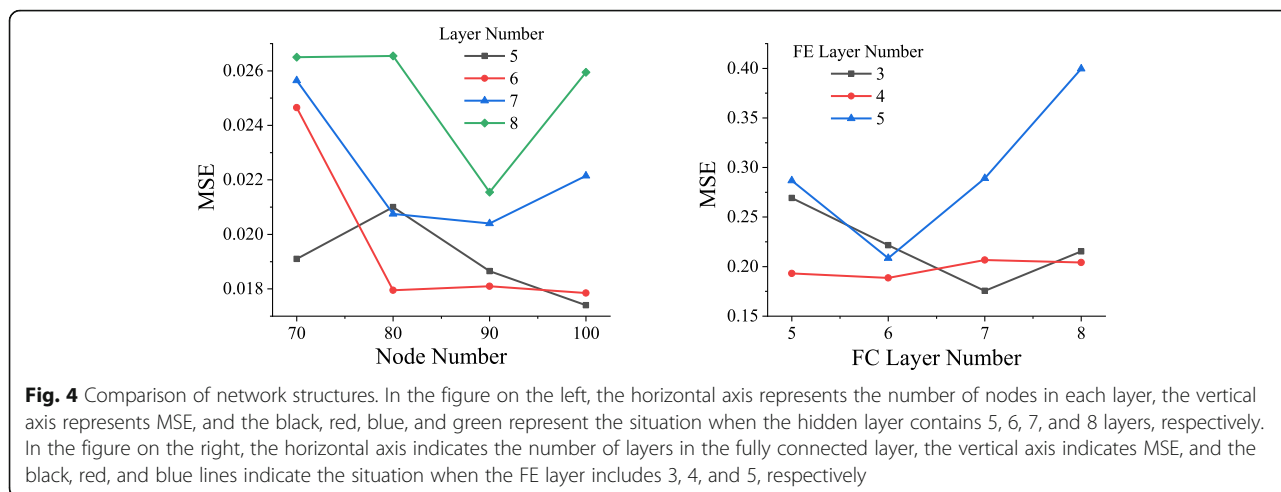 Layer Number
5
6
7
8
0.026
0.024
0.022
0.020
0.018
MSE
70
80
90
100
Node Number
FE Layer Number
3
4
5
0.40
0.35
0.30
0.25
0.20
0.15
MSE
5
6
7
8
FC Layer Number
Fig. 4 Comparison of network structures. In the figure on the left, the horizontal axis represents the number of nodes in each layer, the vertical
axis represents MSE, and the black, red, blue, and green represent the situation when the hidden layer contains 5, 6, 7, and 8 layers, respectively.
In the figure on the right, the horizontal axis indicates the number of layers in the fully connected layer, the vertical axis indicates MSE, and the
black, red, and blue lines indicate the situation when the FE layer includes 3, 4, and 5, respectively